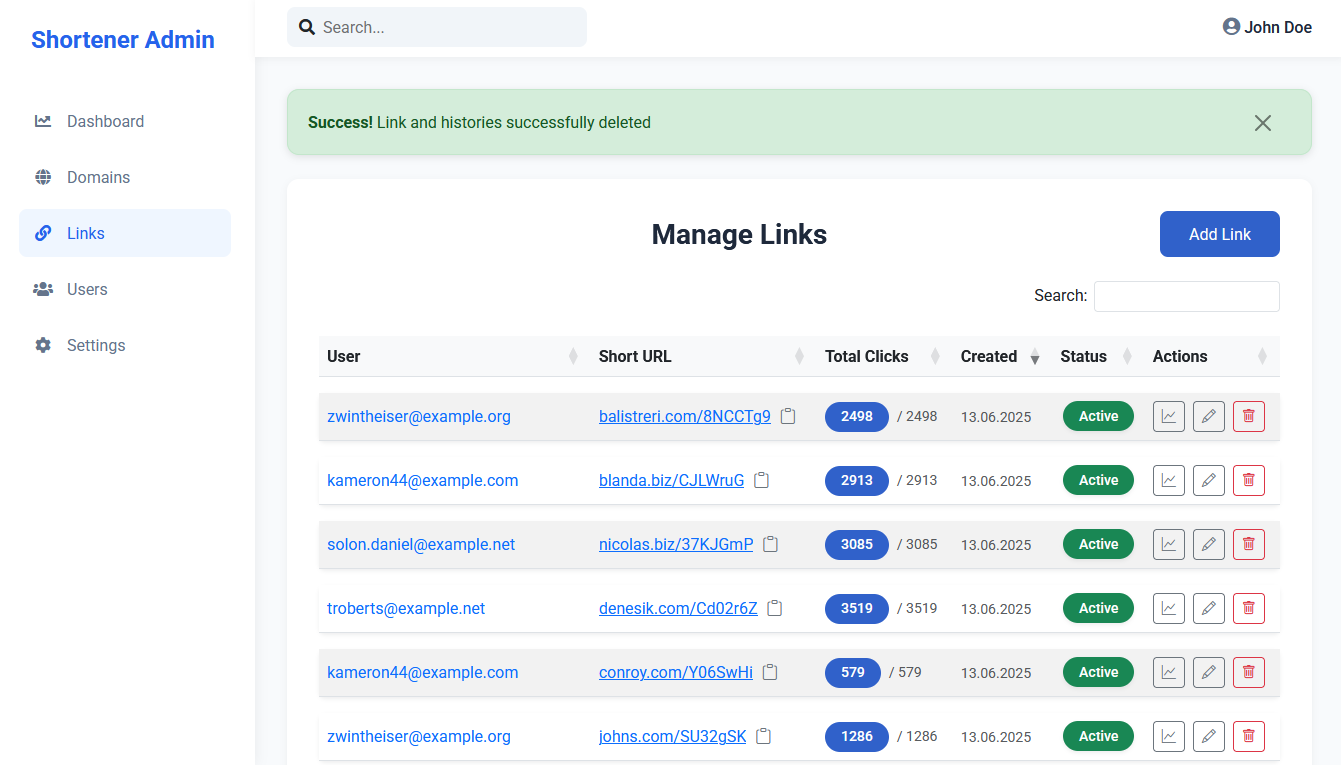 Shortener Admin
Search...
John Doe
Dashboard
Domains
Links
Users
Settings
Success! Link and histories successfully deleted
Manage Links
Add Link
Search:
User Short URL Total Clicks Created Status Actions
zwintheiser@example.org balistreri.com/8NCCTg9 2498 / 2498 13.06.2025 Active
kameron44@example.com blanda.biz/CJLWruG 2913 / 2913 13.06.2025 Active
solon.daniel@example.net nicolas.biz/37KJGmP 3085 / 3085 13.06.2025 Active
troberts@example.net denesik.com/Cd02r6Z 3519 / 3519 13.06.2025 Active
kameron44@example.com conroy.com/Y06SwHi 579 / 579 13.06.2025 Active
zwintheiser@example.org johns.com/SU32gSK 1286 / 1286 13.06.2025 Active